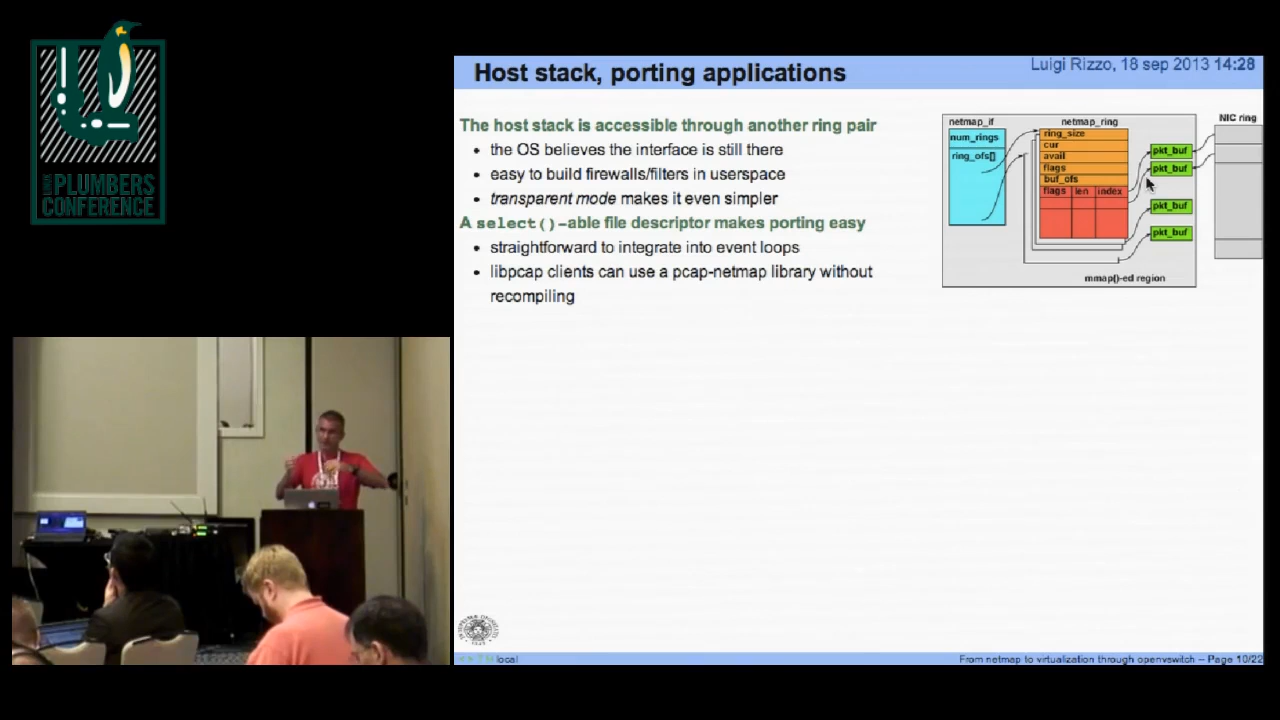 LINUX
PLUMBERS
CONFERENCE
Host stack, porting applications
Luigi Rizzo, 18 sep 2013 14:28
The host stack is accessible through another ring pair
• the OS believes the interface is still there
• easy to build firewalls/filters in userspace
• transparent mode makes it even simpler
A select()-able file descriptor makes porting easy
• straightforward to integrate into event loops
• libpcap clients can use a pcap-netmap library without
recompiling
netmap_if
num_rings
ring_ofs[]
netmap_ring
ring_size
cur
avail
flags
buf_ofs
flags len index
pkt_buf
pkt_buf
pkt_buf
pkt_buf
NIC ring
mmap()-ed region
local
From netmap to virtualization through openvswitch – Page 10/22